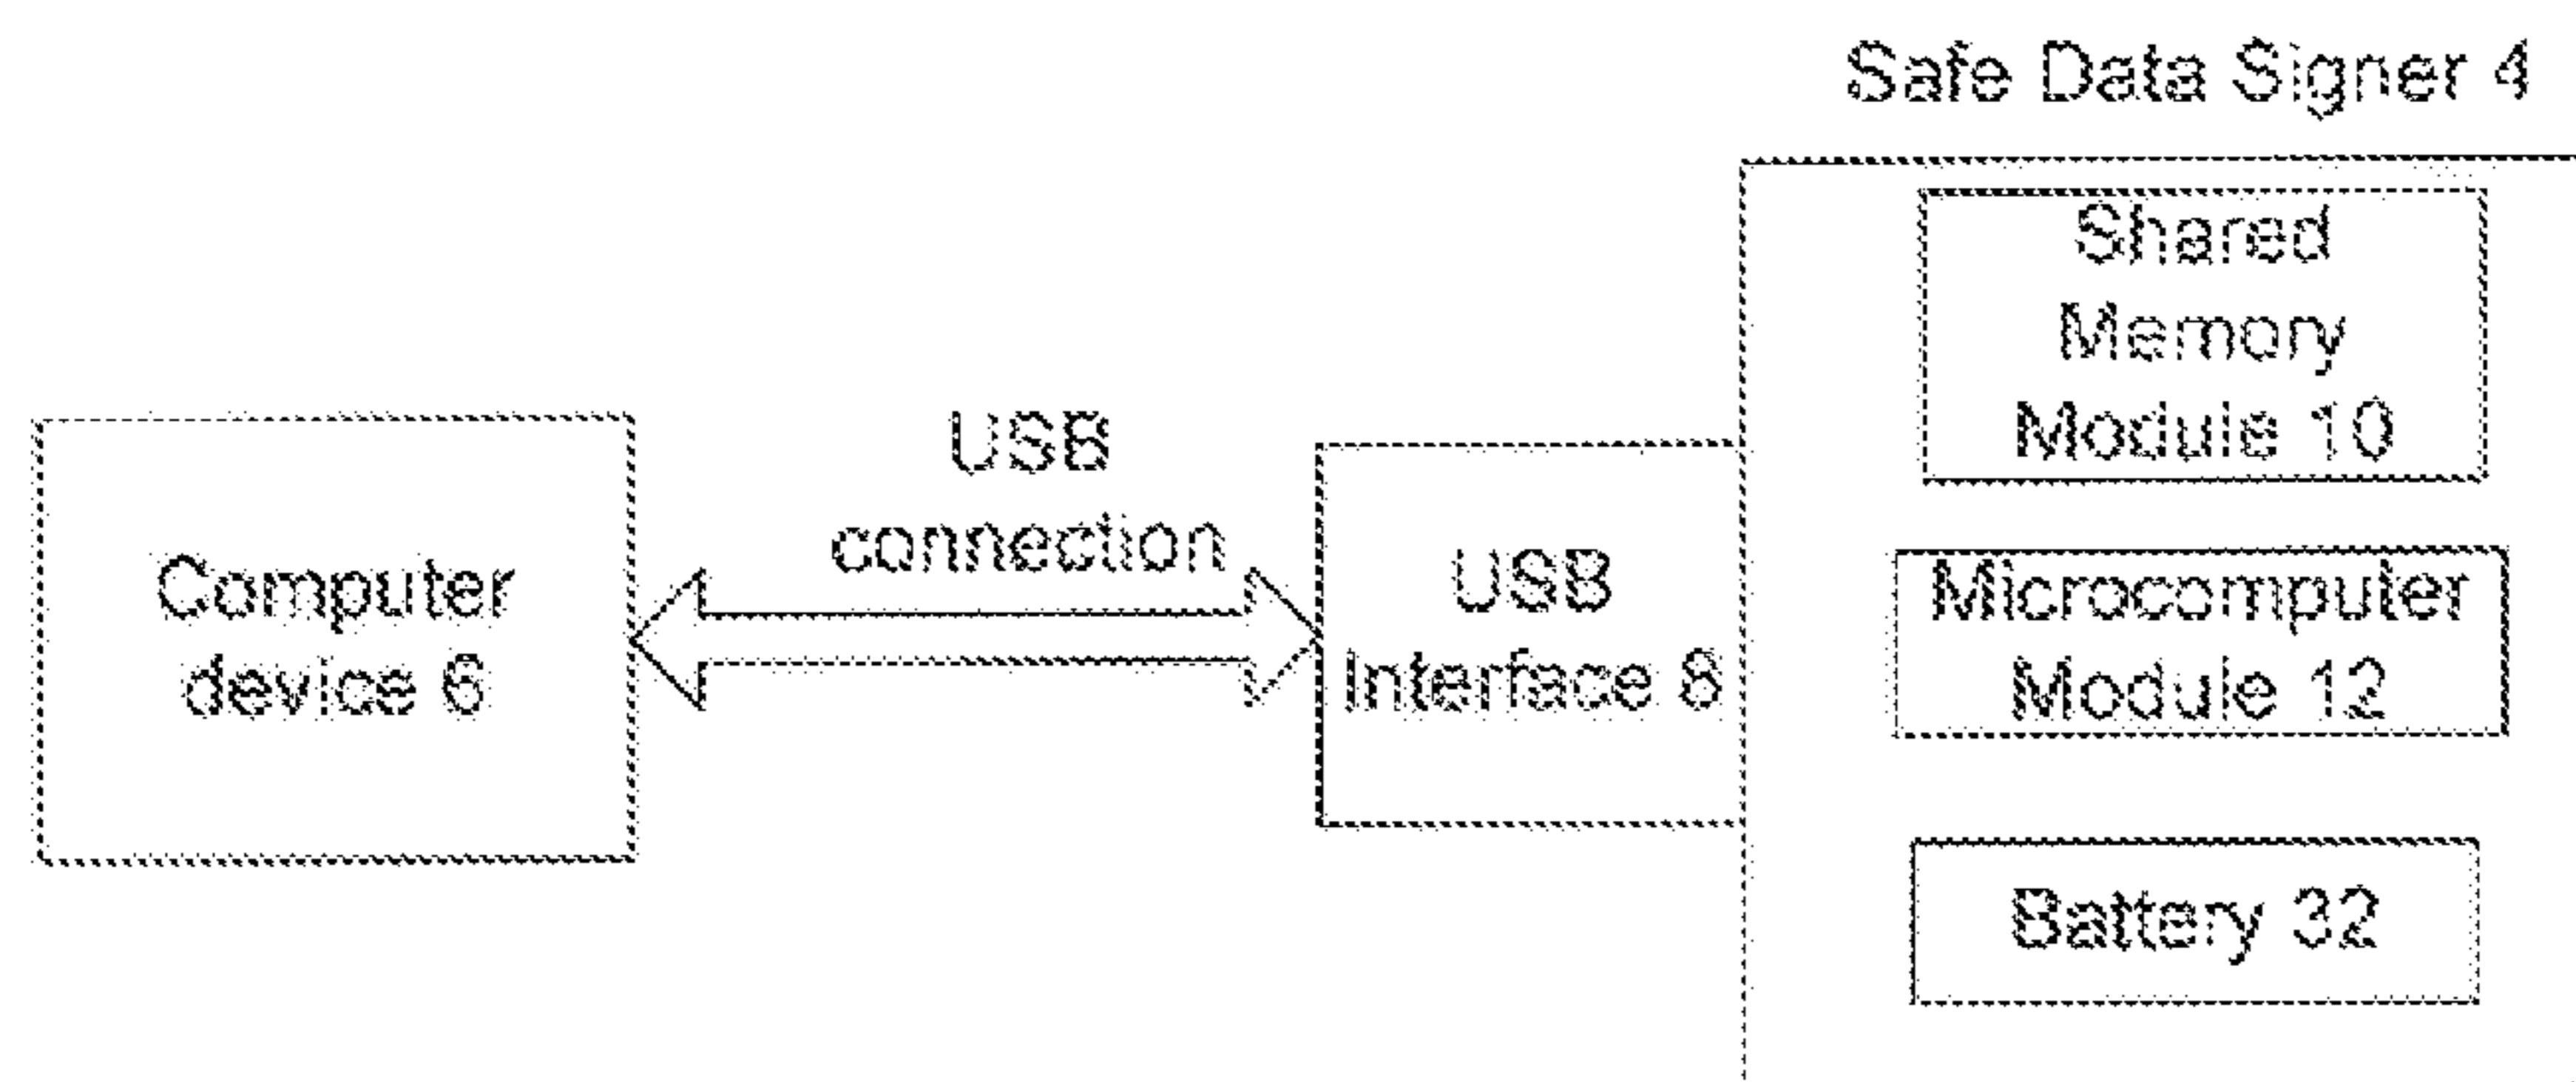 Safe Data Signer 4
Shared
Memory
Module 10
USB
connection
Computer
device 6
USB
Interface 8
Microcomputer
Module 12
Battery 32